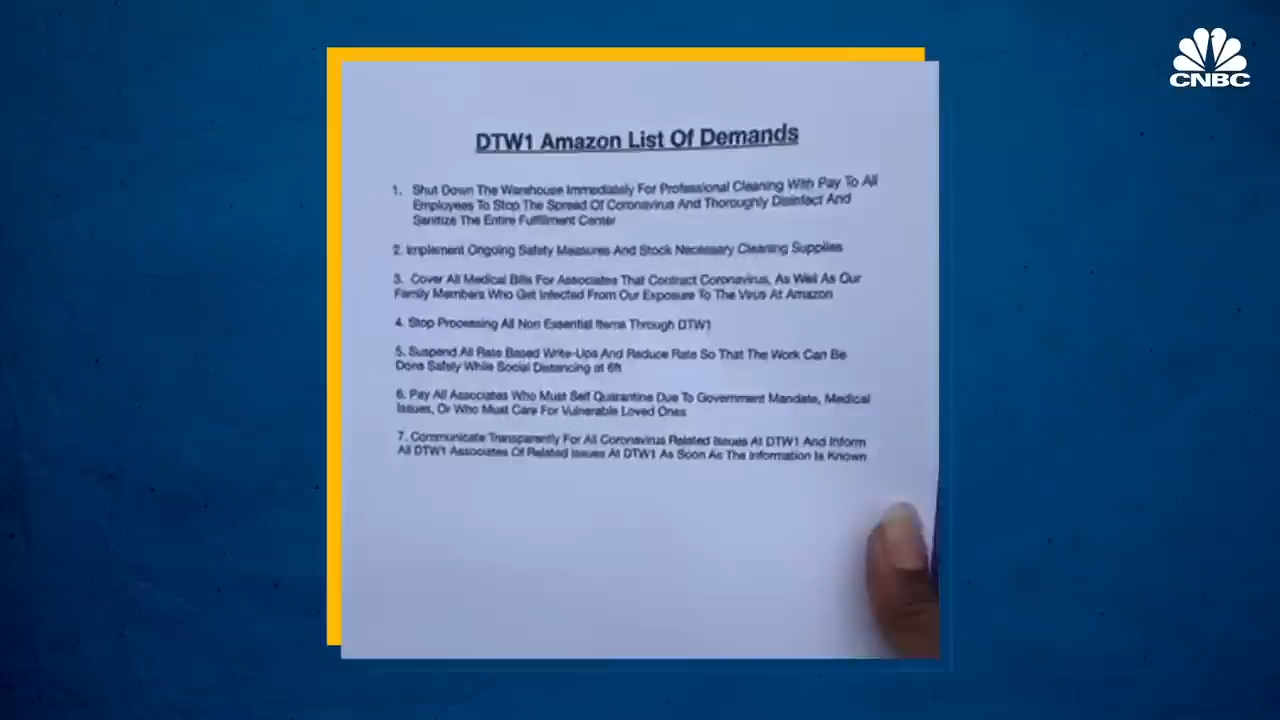 CNBC
DTW1 Amazon List Of Demands
1. Shut Down The Warehouse Immediately For Professional Cleaning With Pay To All
Employees To Stop The Spread Of Coronavirus And Thoroughly Disinfect And
Sanitize The Entire Fulfillment Center
2. Implement Ongoing Safety Measures And Stock Necessary Cleaning Supplies
3. Cover All Medical Bills For Associates That Contract Coronavirus, As Well As Our
Family Members Who Get Infected From Our Exposure To The Virus At Amazon
4. Stop Processing All Non Essential Items Through DTW1
5. Suspend All Rate Based Write-Ups And Reduce Rate So That The Work Can Be
Done Safely While Social Distancing at 6ft
6. Pay All Associates Who Must Self Quarantine Due To Government Mandate, Medical
Issues, Or Who Must Care For Vulnerable Loved Ones
7. Communicate Transparently For All Coronavirus Related Issues At DTW1 And Inform
All DTW1 Associates Of Related Issues At DTW1 As Soon As The Information Is Known